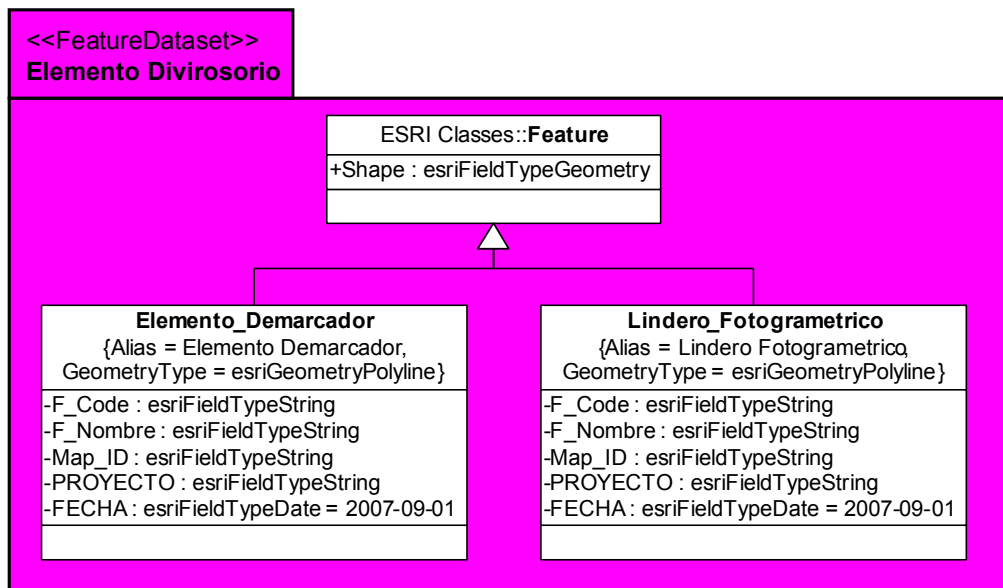 <<FeatureDataset>>
Elemento Divirosorio
ESRI Classes::Feature
+Shape : esriFieldTypeGeometry
Elemento_Demarcador
{Alias = Elemento Demarcador,
GeometryType = esriGeometryPolyline}
-F_Code : esriFieldTypeString
-F_Nombre : esriFieldTypeString
-Map_ID : esriFieldTypeString
-PROYECTO : esriFieldTypeString
-FECHA : esriFieldTypeDate = 2007-09-01
Lindero_Fotogrametrico
{Alias = Lindero Fotogrametrico,
GeometryType = esriGeometryPolyline}
-F_Code : esriFieldTypeString
-F_Nombre : esriFieldTypeString
-Map_ID : esriFieldTypeString
-PROYECTO : esriFieldTypeString
-FECHA : esriFieldTypeDate = 2007-09-01